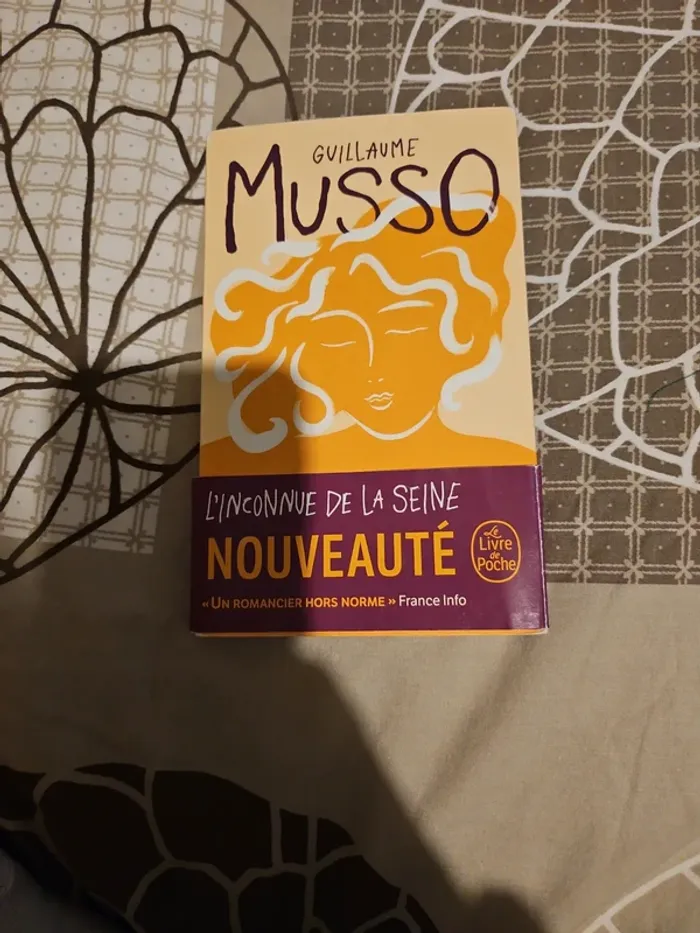 GUILLAUME
MUSSO
L'INCONNUE DE LA SEINE
NOUVEAUTÉ
Le
Livre
de
Poche
« UN ROMANCIER HORS NORME » France Info